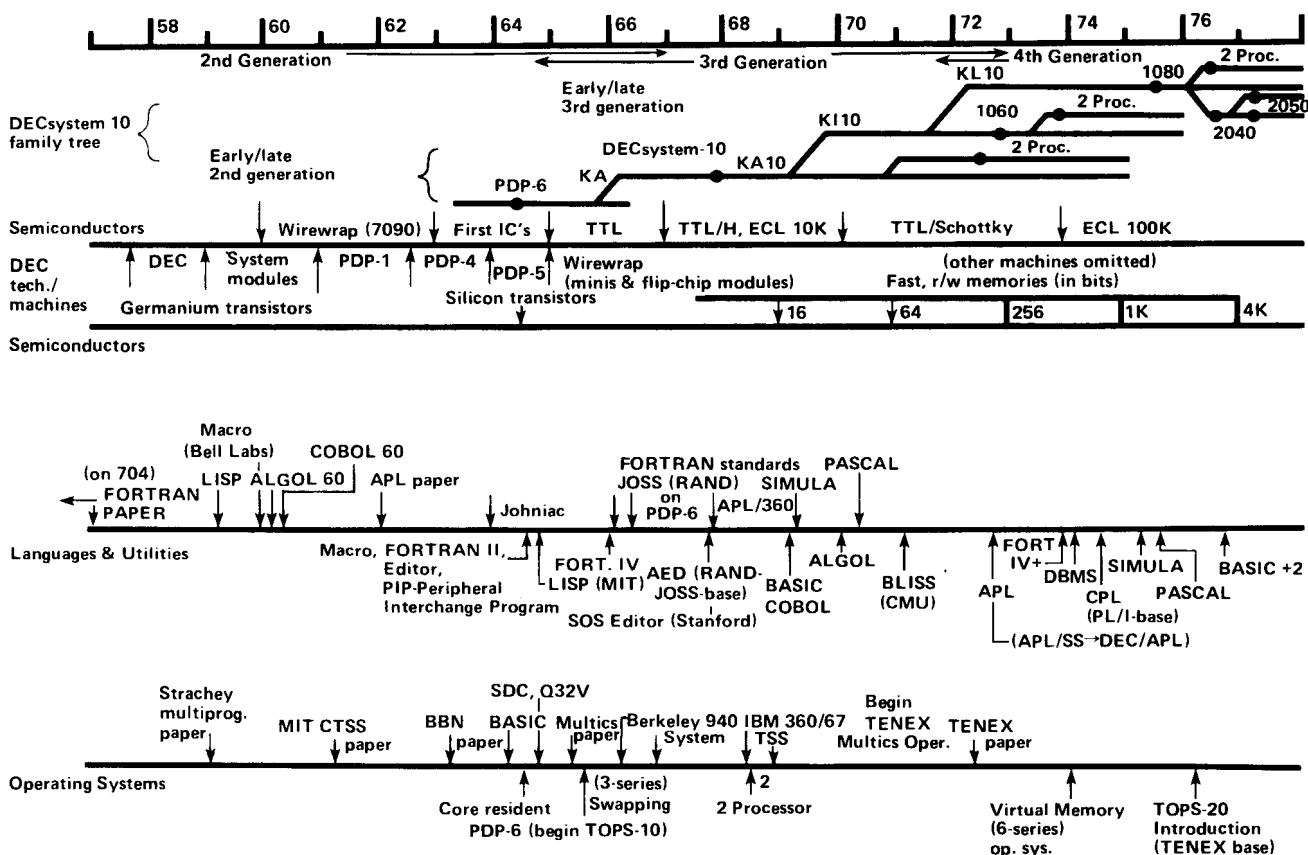 58 60 62 64 66 68 70 72 74 76
2nd Generation
3rd Generation
4th Generation
2 Proc.
KL10
1080
Early/late
3rd generation
2 Proc.
2050
1060
KI10
2040
DECsystem 10
family tree
DECsystem-10
2 Proc.
Early/late
2nd generation
KA
KA10
PDP-6
Semiconductors
Wirewrap (7090)
First IC's
TTL
TTL/H, ECL 10K
TTL/Schottky
ECL 100K
DEC
tech./
machines
DEC
System
modules
PDP-1
PDP-4
PDP-5
Wirewrap
(minis & flip-chip modules)
(other machines omitted)
Fast, r/w memories (in bits)
Germanium transistors
Silicon transistors
16
64
256
1K
4K
Semiconductors
Macro
(Bell Labs)
COBOL 60
(on 704)
FORTRAN
PAPER
LISP ALGOL 60
APL paper
FORTRAN standards
JOSS (RAND)
on
PDP-6
PASCAL
SIMULA
APL/360
Johniac
Languages & Utilities
Macro, FORTRAN II,
Editor,
PIP-Peripheral
Interchange Program
FORT. IV
LISP (MIT)
AED (RAND-
JOSS-base)
SOS Editor (Stanford)
BASIC
COBOL
ALGOL
BLISS
(CMU)
APL
(APL/SS→DEC/APL)
FORT
IV+
DBMS
CPL
(PL/I-base)
SIMULA
PASCAL
BASIC +2
Strachey
multiprog.
paper
MIT CTSS
paper
BBN
paper
SDC, Q32V
BASIC
Multics
paper
Berkeley 940
System
IBM 360/67
TSS
Begin
TENEX
Multics Oper.
TENEX
paper
Operating Systems
Core resident
PDP-6 (begin TOPS-10)
(3-series)
Swapping
2
2 Processor
Virtual Memory
(6-series)
op. sys.
TOPS-20
Introduction
(TENEX base)